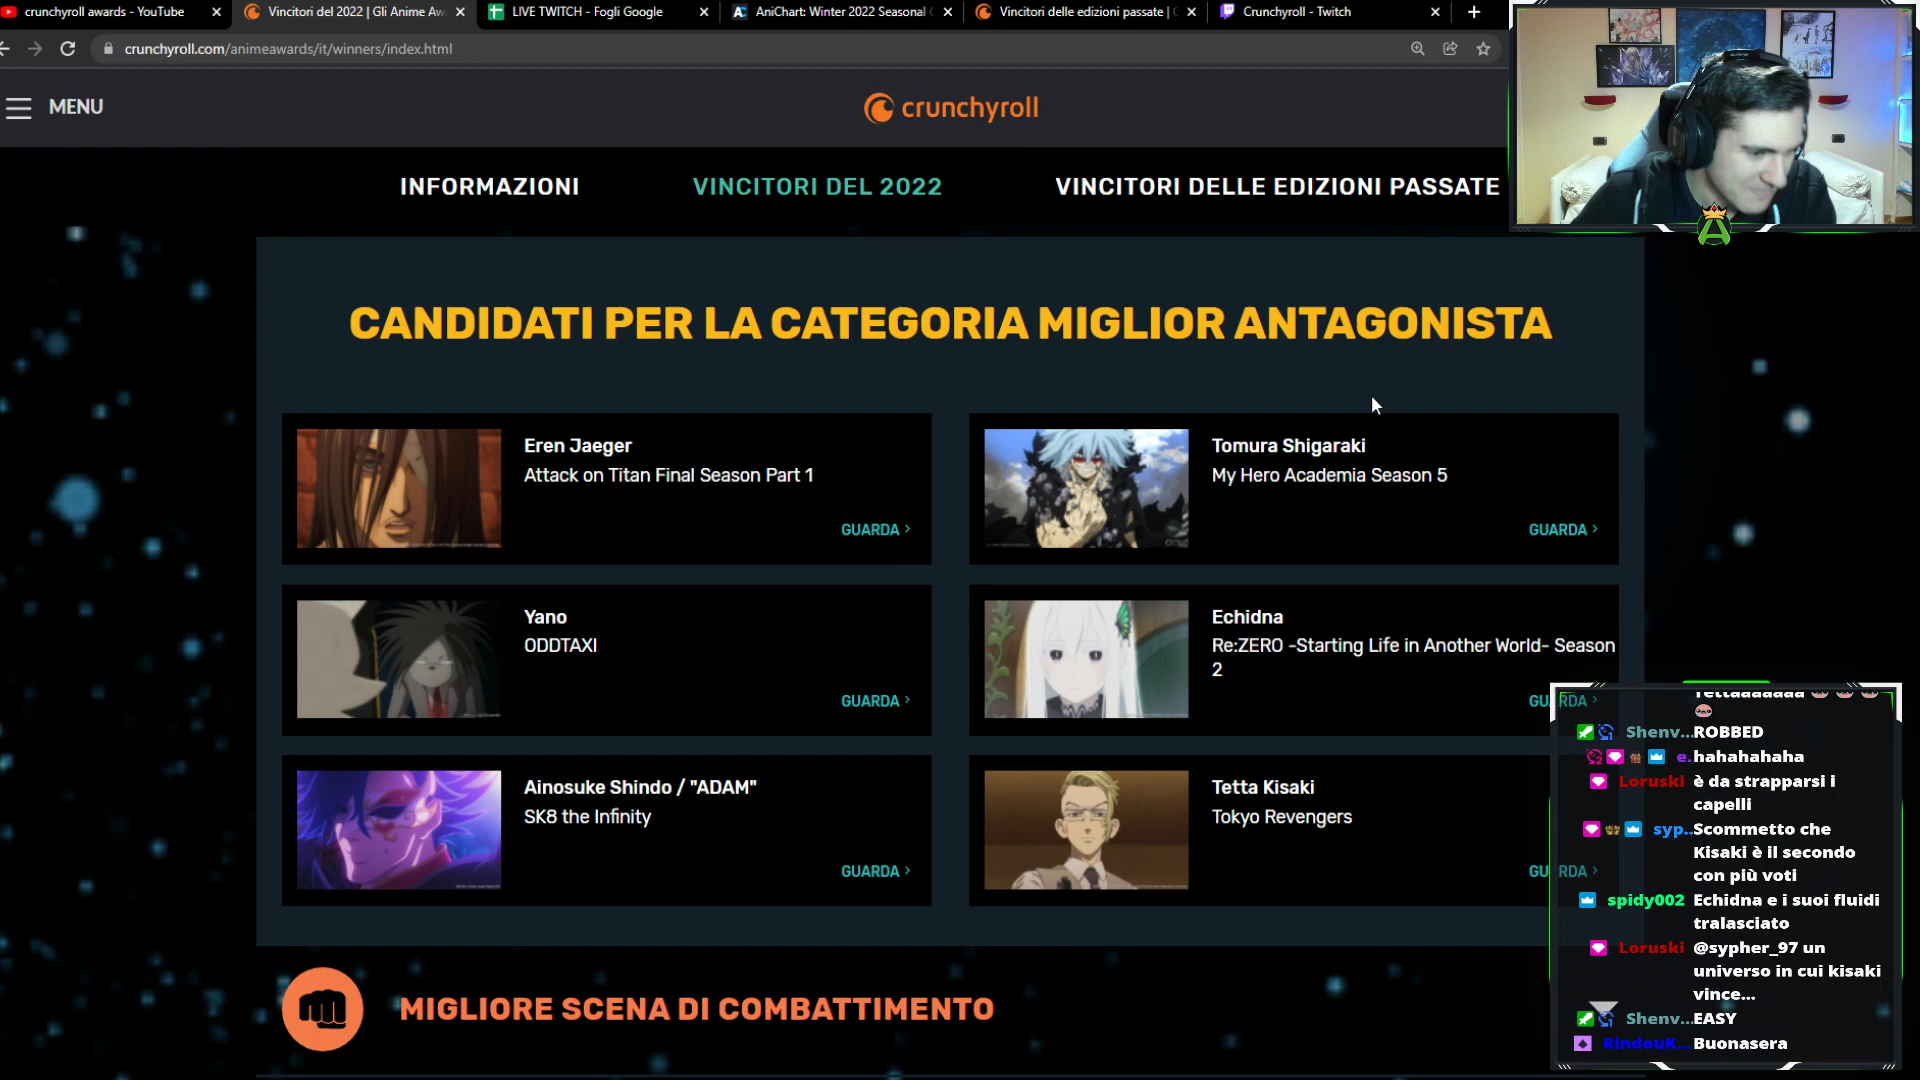 crunchyroll awards - YouTube
Vincitori del 2022 | Gli Anime Aw
LIVE TWITCH - Fogli Google
AniChart: Winter 2022 Seasonal
Vincitori delle edizioni passate |
Crunchyroll - Twitch
crunchyroll.com/animeawards/it/winners/index.html
MENU
crunchyroll
INFORMAZIONI
VINCITORI DEL 2022
VINCITORI DELLE EDIZIONI PASSATE
CANDIDATI PER LA CATEGORIA MIGLIOR ANTAGONISTA
Eren Jaeger
Attack on Titan Final Season Part 1
GUARDA >
Tomura Shigaraki
My Hero Academia Season 5
GUARDA >
Yano
ODDTAXI
GUARDA >
Echidna
Re:ZERO -Starting Life in Another World- Season
2
GUARDA >
Ainosuke Shindo / "ADAM"
SK8 the Infinity
GUARDA >
Tetta Kisaki
Tokyo Revengers
GU RDA >
MIGLIORE SCENA DI COMBATTIMENTO
Shenv...ROBBED
e.hahahahaha
Loruski è da strapparsi i
capelli
syp..Scommetto che
Kisaki è il secondo
con più voti
spidy002 Echidna e i suoi fluidi
tralasciato
Loruski @sypher_97 un
universo in cui kisaki
vince...
Shenv...EASY
RindouK...Buonasera